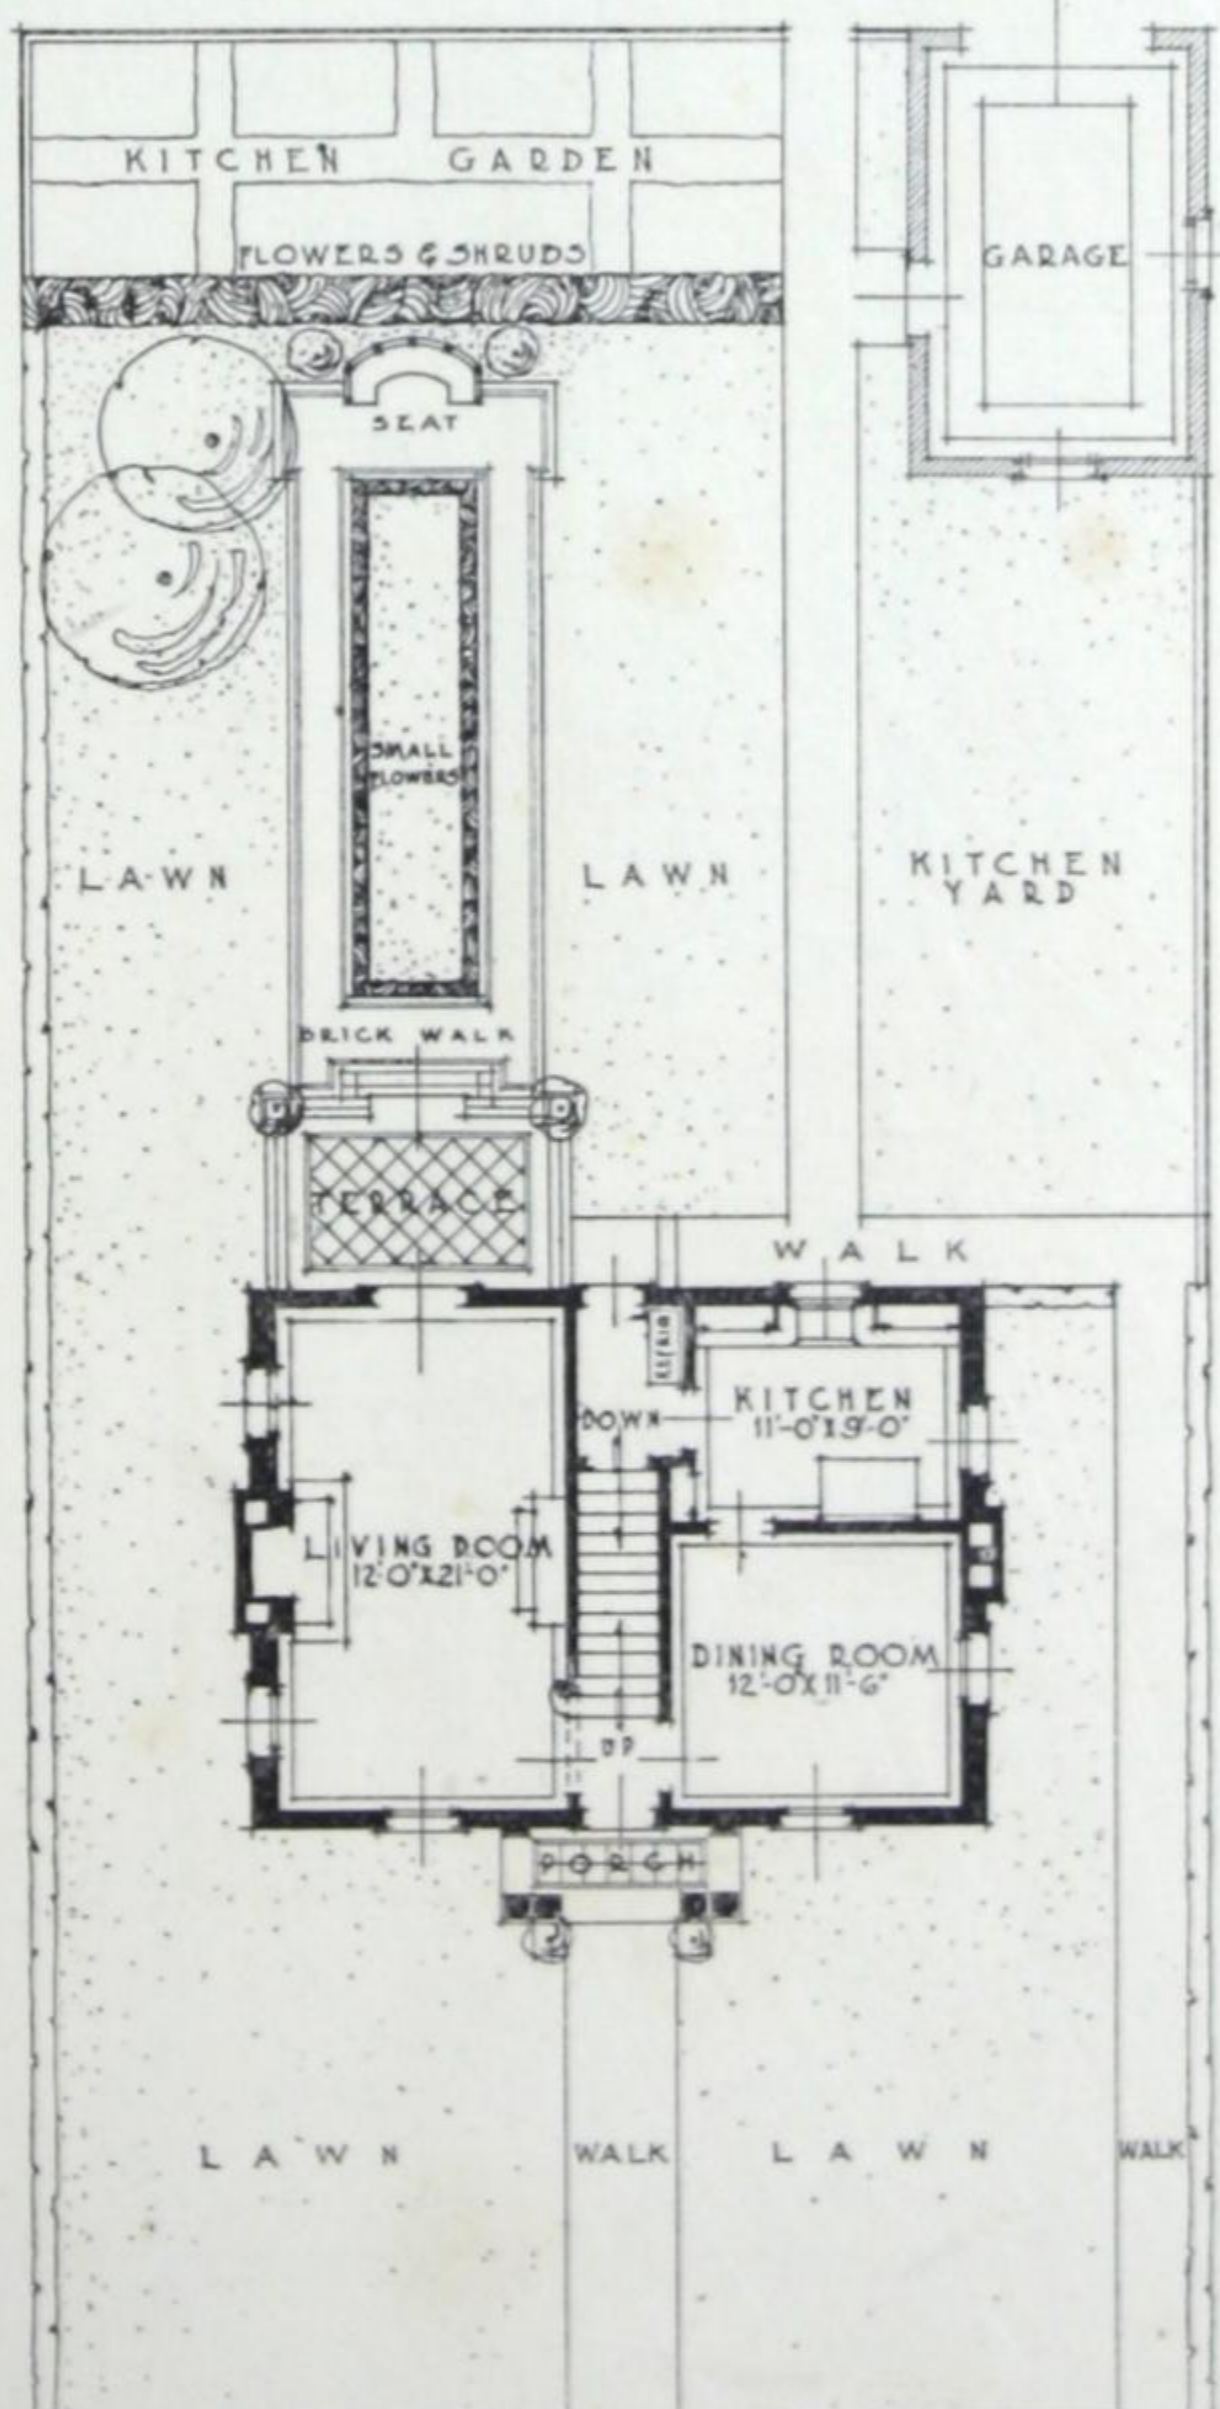 KITCHEN GARDEN
FLOWERS & SHRUBS
GARAGE
SEAT
SMALL
FLOWERS
LAWN
LAWN
KITCHEN
YARD
BRICK WALK
TERRACE
WALK
REFRIG
DOWN
KITCHEN
11'-0"X9'-0"
LIVING ROOM
12'-0"X21'-0"
DINING ROOM
12'-0"X11'-6"
UP
PORCH
LAWN
WALK
LAWN
WALK